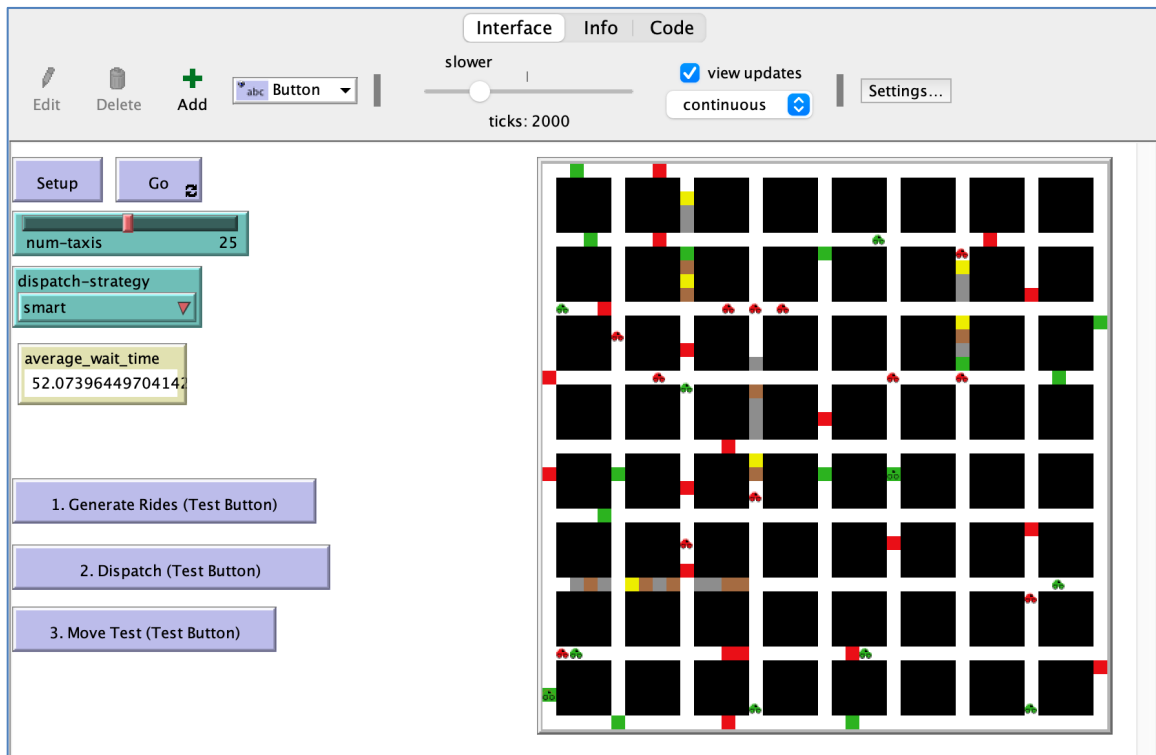 Interface Info Code
slower
view updates
Edit Delete Add abc Button continuous Settings...
ticks: 2000
Setup Go
num-taxis 25
dispatch-strategy
smart
average_wait_time
52.0739644970414
1. Generate Rides (Test Button)
2. Dispatch (Test Button)
3. Move Test (Test Button)